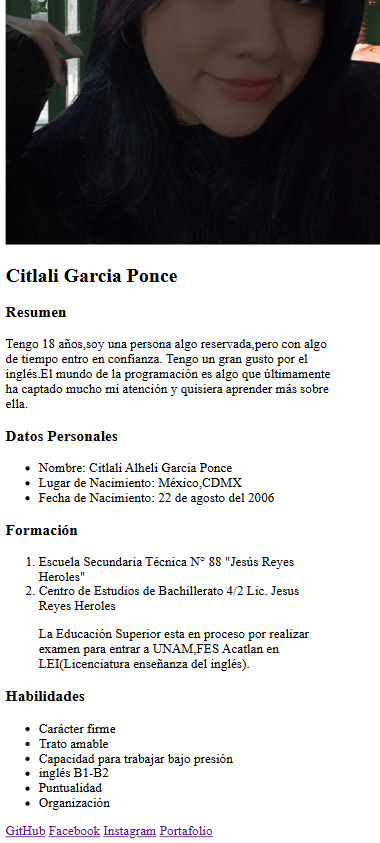 Citlali Garcia Ponce
Resumen
Tengo 18 años,soy una persona algo reservada,pero con algo
de tiempo entro en confianza. Tengo un gran gusto por el
inglés.El mundo de la programación es algo que últimamente
ha captado mucho mi atención y quisiera aprender más sobre
ella.
Datos Personales
• Nombre: Citlali Alheli Garcia Ponce
• Lugar de Nacimiento: México,CDMX
• Fecha de Nacimiento: 22 de agosto del 2006
Formación
1. Escuela Secundaria Técnica N° 88 "Jesús Reyes
Heroles"
2. Centro de Estudios de Bachillerato 4/2 Lic. Jesus
Reyes Heroles
La Educación Superior esta en proceso por realizar
examen para entrar a UNAM,FES Acatlan en
LEI(Licenciatura enseñanza del inglés).
Habilidades
• Carácter firme
• Trato amable
• Capacidad para trabajar bajo presión
• inglés B1-B2
• Puntualidad
• Organización
GitHub Facebook Instagram Portafolio